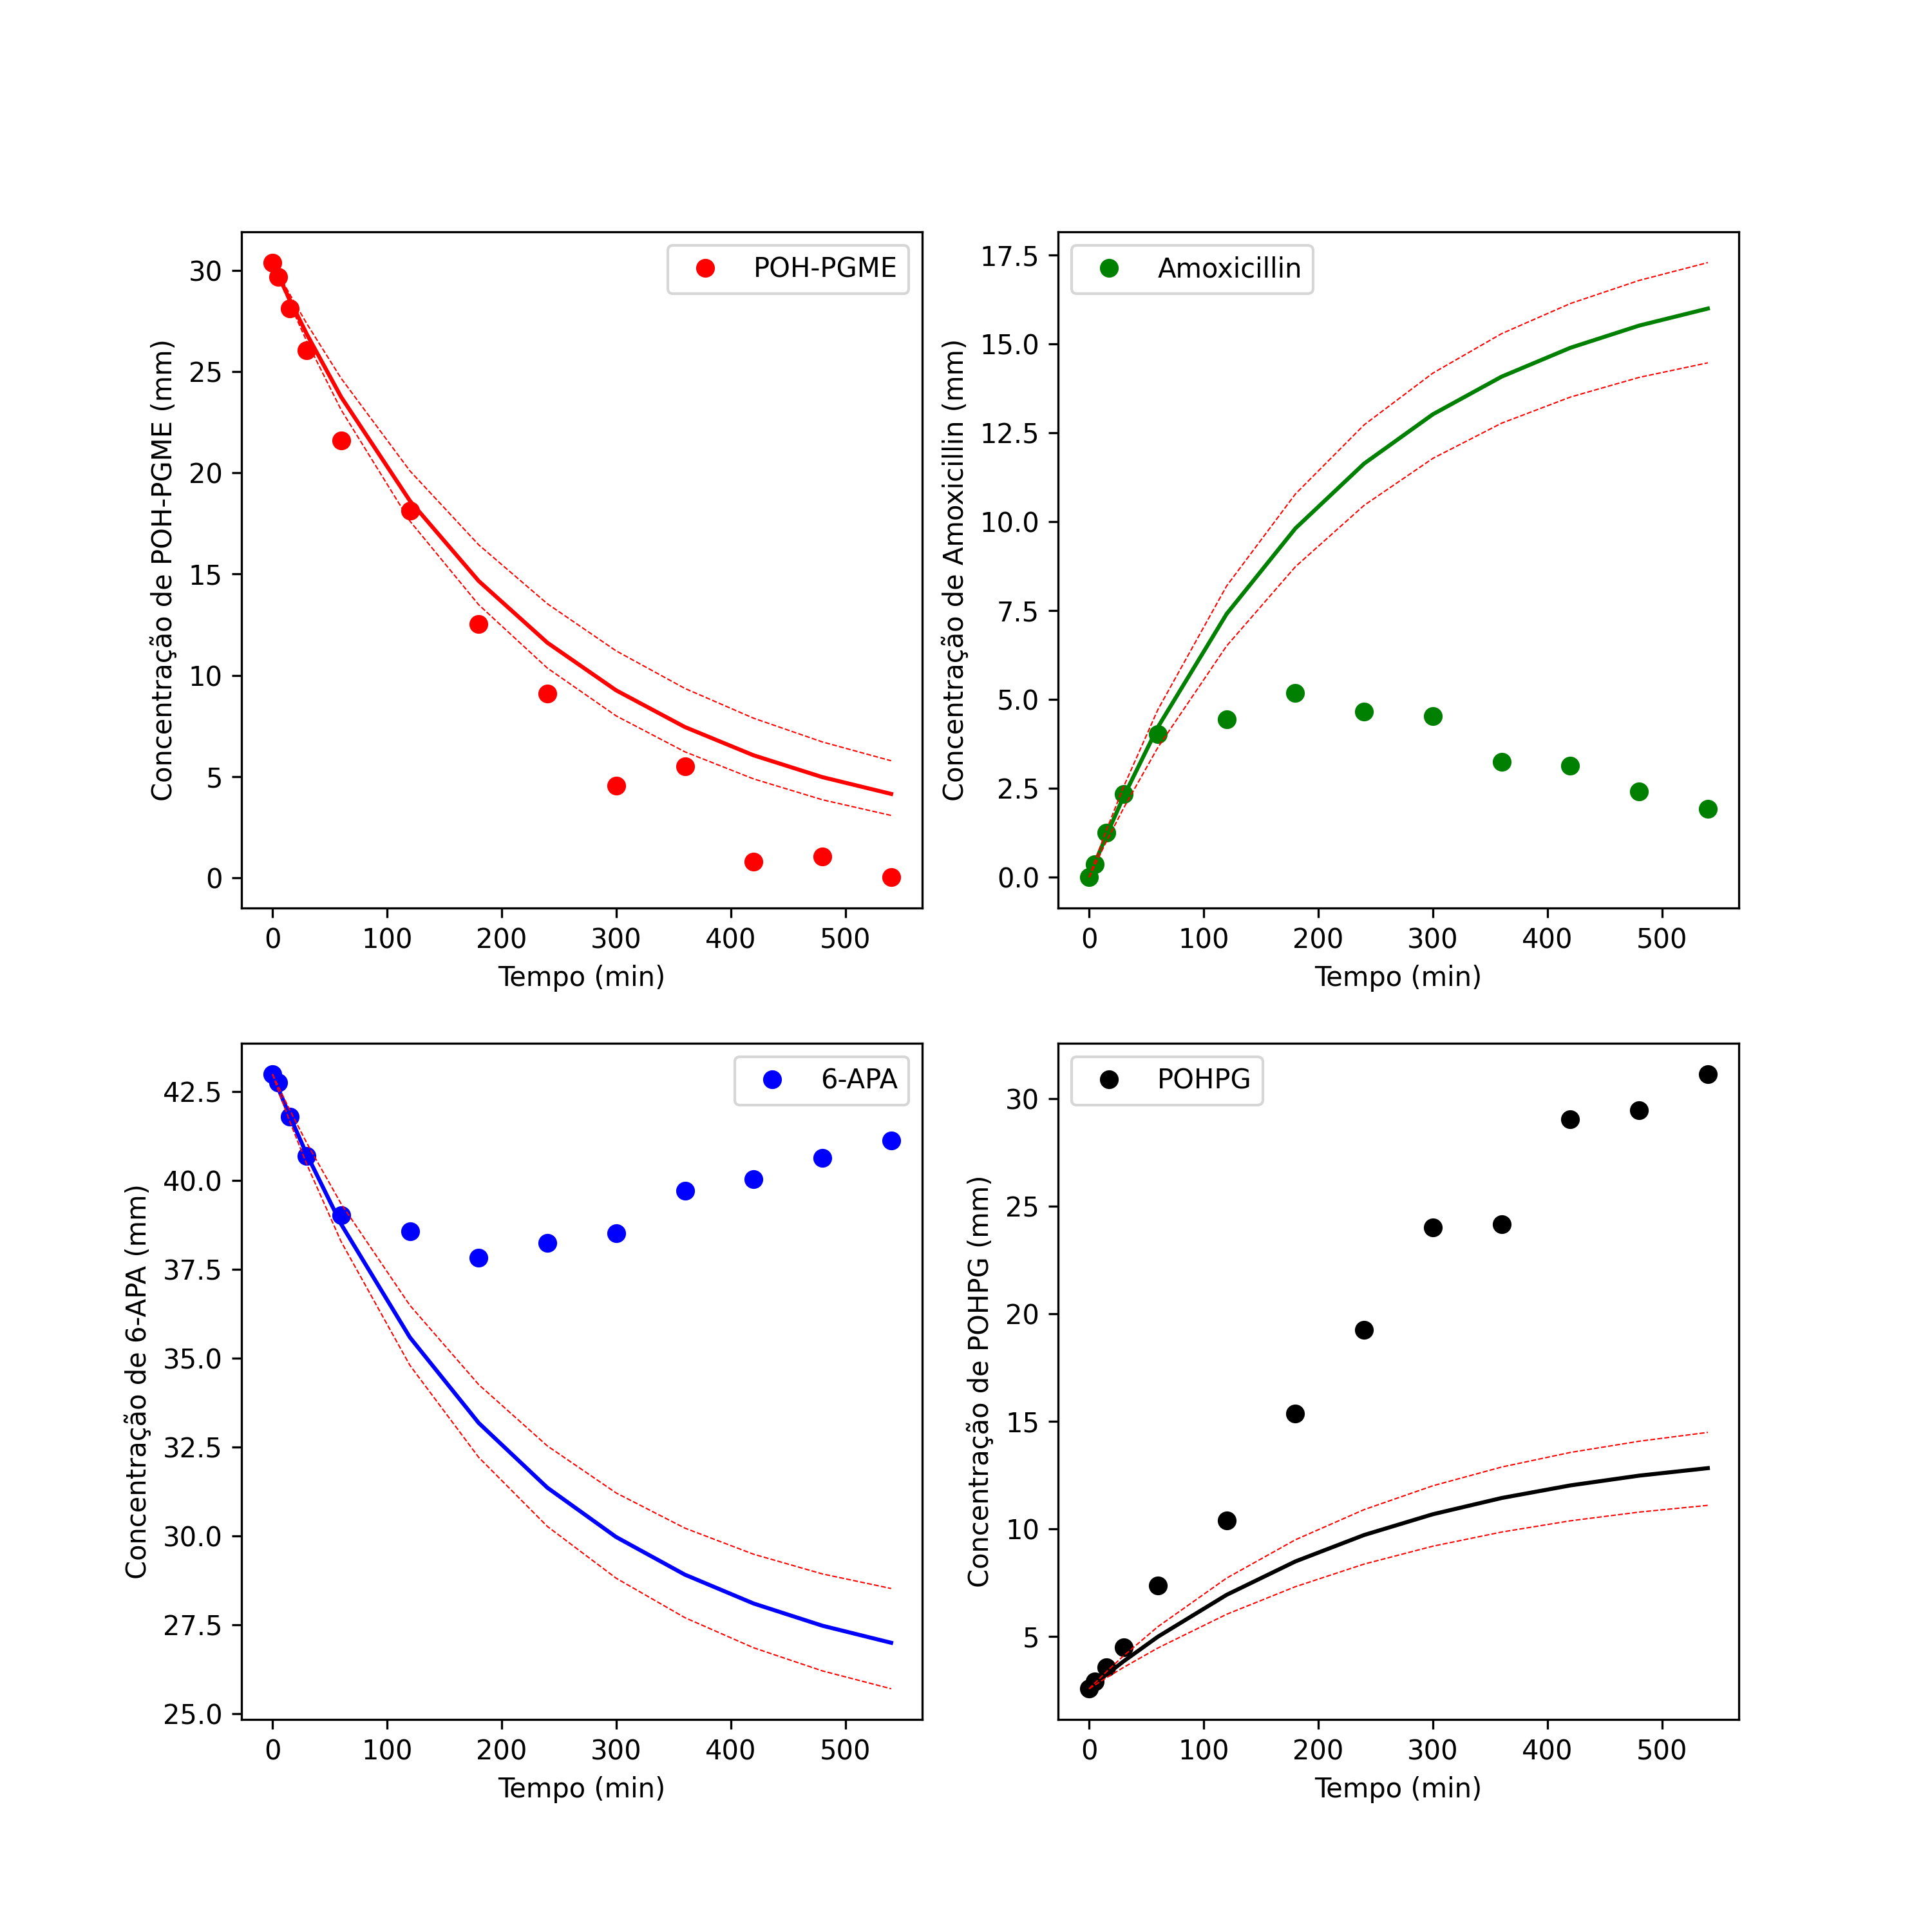 POH-PGME
30
25
20
15
10
5
0
Concentração de POH-PGME (mm)
0 100 200 300 400 500
Tempo (min)
Amoxicillin
17.5
15.0
12.5
10.0
7.5
5.0
2.5
0.0
Concentração de Amoxicillin (mm)
0 100 200 300 400 500
Tempo (min)
6-APA
42.5
40.0
37.5
35.0
32.5
30.0
27.5
25.0
Concentração de 6-APA (mm)
0 100 200 300 400 500
Tempo (min)
POHPG
30
25
20
15
10
5
Concentração de POHPG (mm)
0 100 200 300 400 500
Tempo (min)